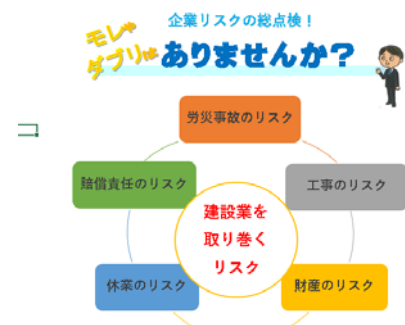 企業リスクの総点検！
モレや
ダブりは
ありませんか？
労災事故のリスク
賠償責任のリスク
工事のリスク
建設業を
取り巻く
リスク
休業のリスク
財産のリスク